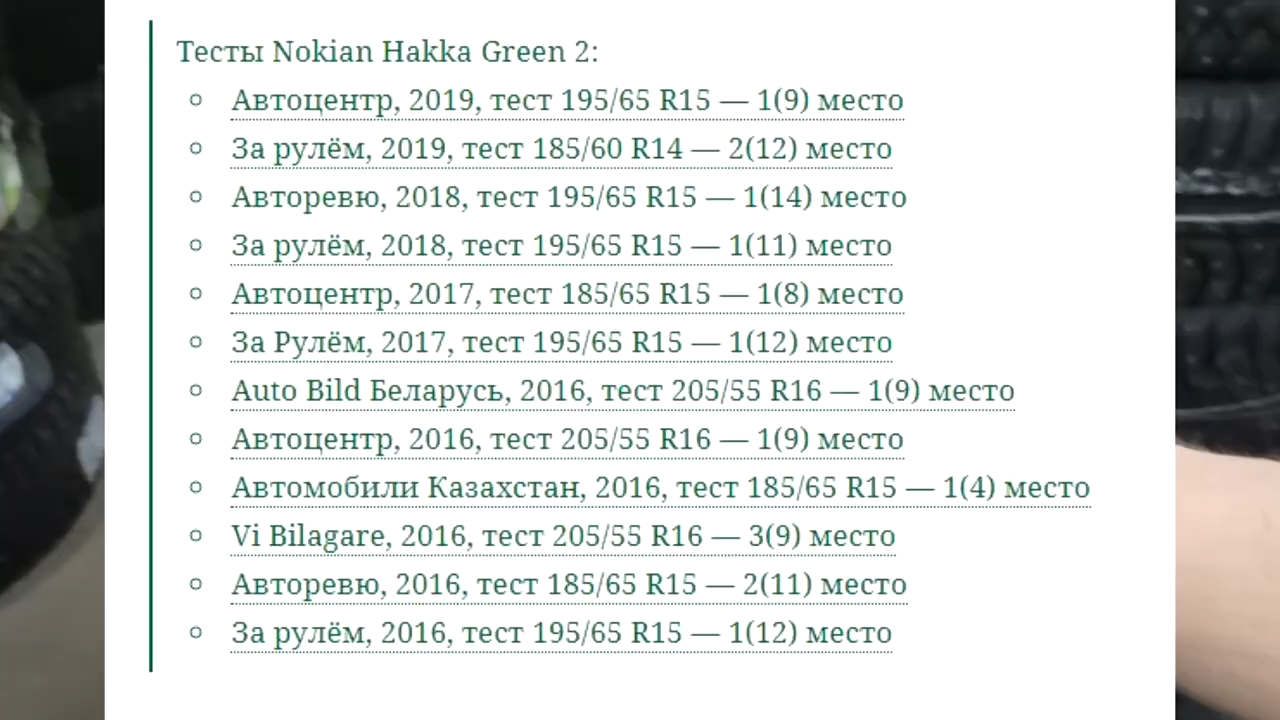 Тесты Nokian Hakka Green 2:
Автоцентр, 2019, тест 195/65 R15 — 1(9) место
За рулём, 2019, тест 185/60 R14 — 2(12) место
Авторевю, 2018, тест 195/65 R15 — 1(14) место
За рулём, 2018, тест 195/65 R15 — 1(11) место
Автоцентр, 2017, тест 185/65 R15 — 1(8) место
За Рулём, 2017, тест 195/65 R15 — 1(12) место
Auto Bild Беларусь, 2016, тест 205/55 R16 — 1(9) место
Автоцентр, 2016, тест 205/55 R16 — 1(9) место
Автомобили Казахстан, 2016, тест 185/65 R15 — 1(4) место
Vi Bilagare, 2016, тест 205/55 R16 — 3(9) место
Авторевю, 2016, тест 185/65 R15 — 2(11) место
За рулём, 2016, тест 195/65 R15 — 1(12) место